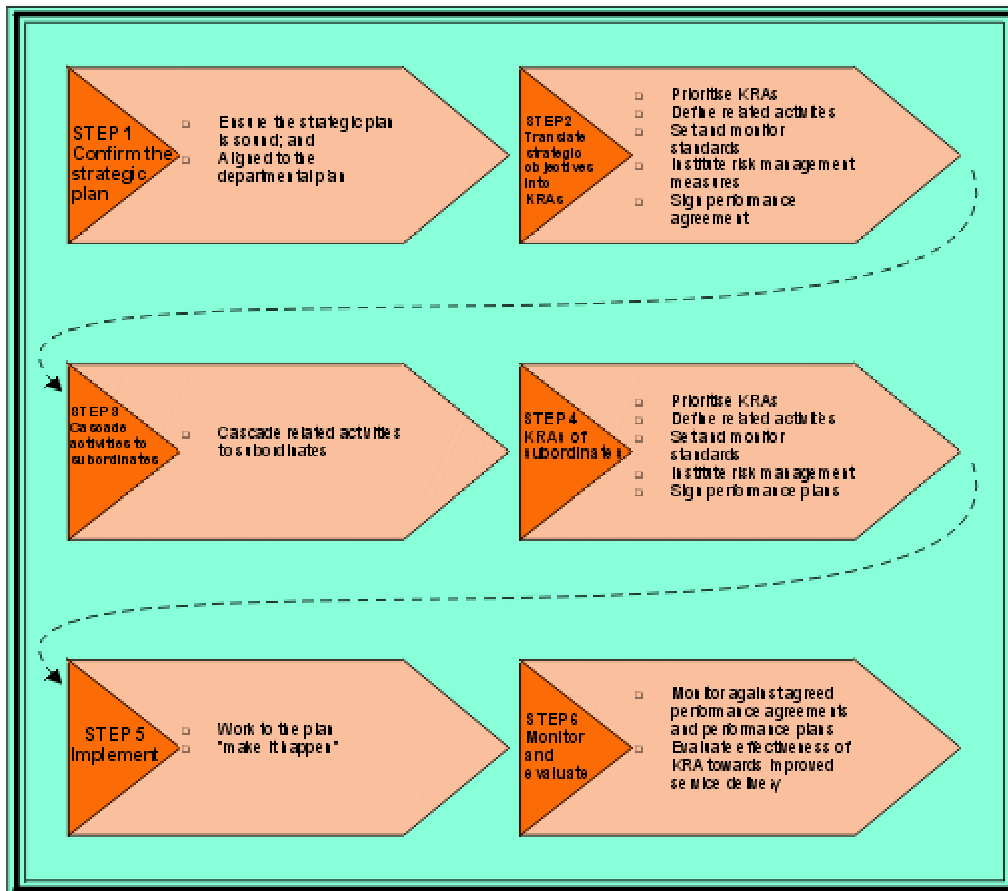 STEP 1
Confirm the
strategic
plan
Ensure the strategic plan
is sound; and
Aligned to the
departmental plan
STEP2
Translate
strategic
objectives
into
KRAs
Prioritise KRAs
Define related activities
Set and monitor
standards
Institute risk management
measures
Sign performance
agreement
STEP 3
Cascade
activities to
subordinates
Cascade related activities
to subordinates
STEP 4
KRAs of
subordinates
Prioritise KRAs
Define related activities
Set and monitor
standards
Institute risk management
Sign performance plans
STEP 5
Implement
Work to the plan
"make it happen"
STEP6
Monitor
and
evaluate
Monitor against agreed
performance agreements
and performance plans
Evaluate effectiveness of
KRA towards improved
service delivery